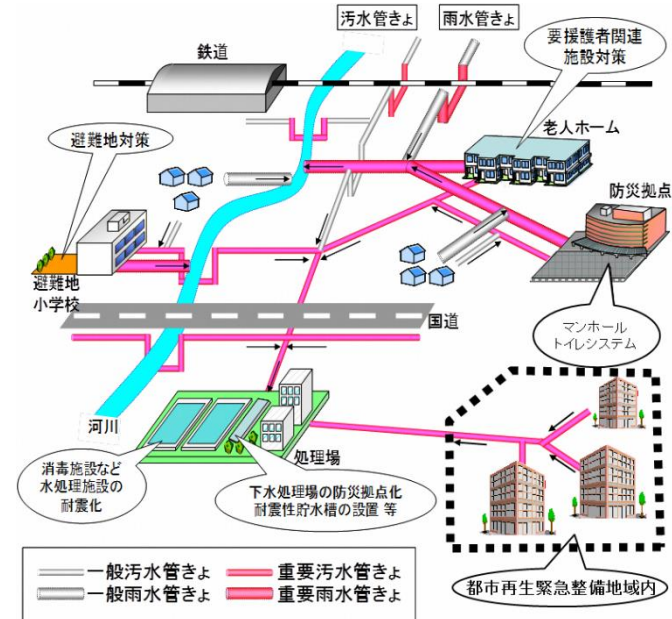 汚水管きょ
雨水管きょ
要援護者関連
施設対策
鉄道
避難地対策
老人ホーム
防災拠点
避難地
小学校
国道
マンホール
トイレシステム
河川
処理場
消毒施設など
水処理施設の
耐震化
下水処理場の防災拠点化
耐震性貯水槽の設置 等
都市再生緊急整備地域内
一般汚水管きょ
重要汚水管きょ
一般雨水管きょ
重要雨水管きょ